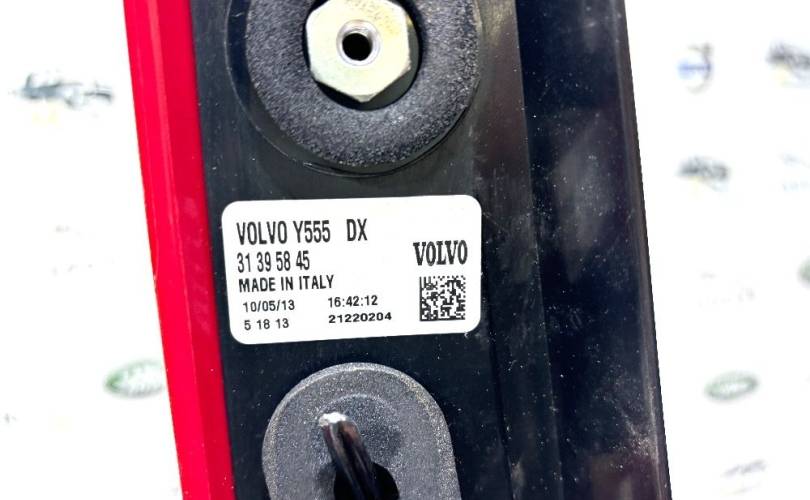 VOLVO Y555 DX
31 39 58 45
VOLVO
MADE IN ITALY
10/05/13 16:42:12
5 18 13 21220204